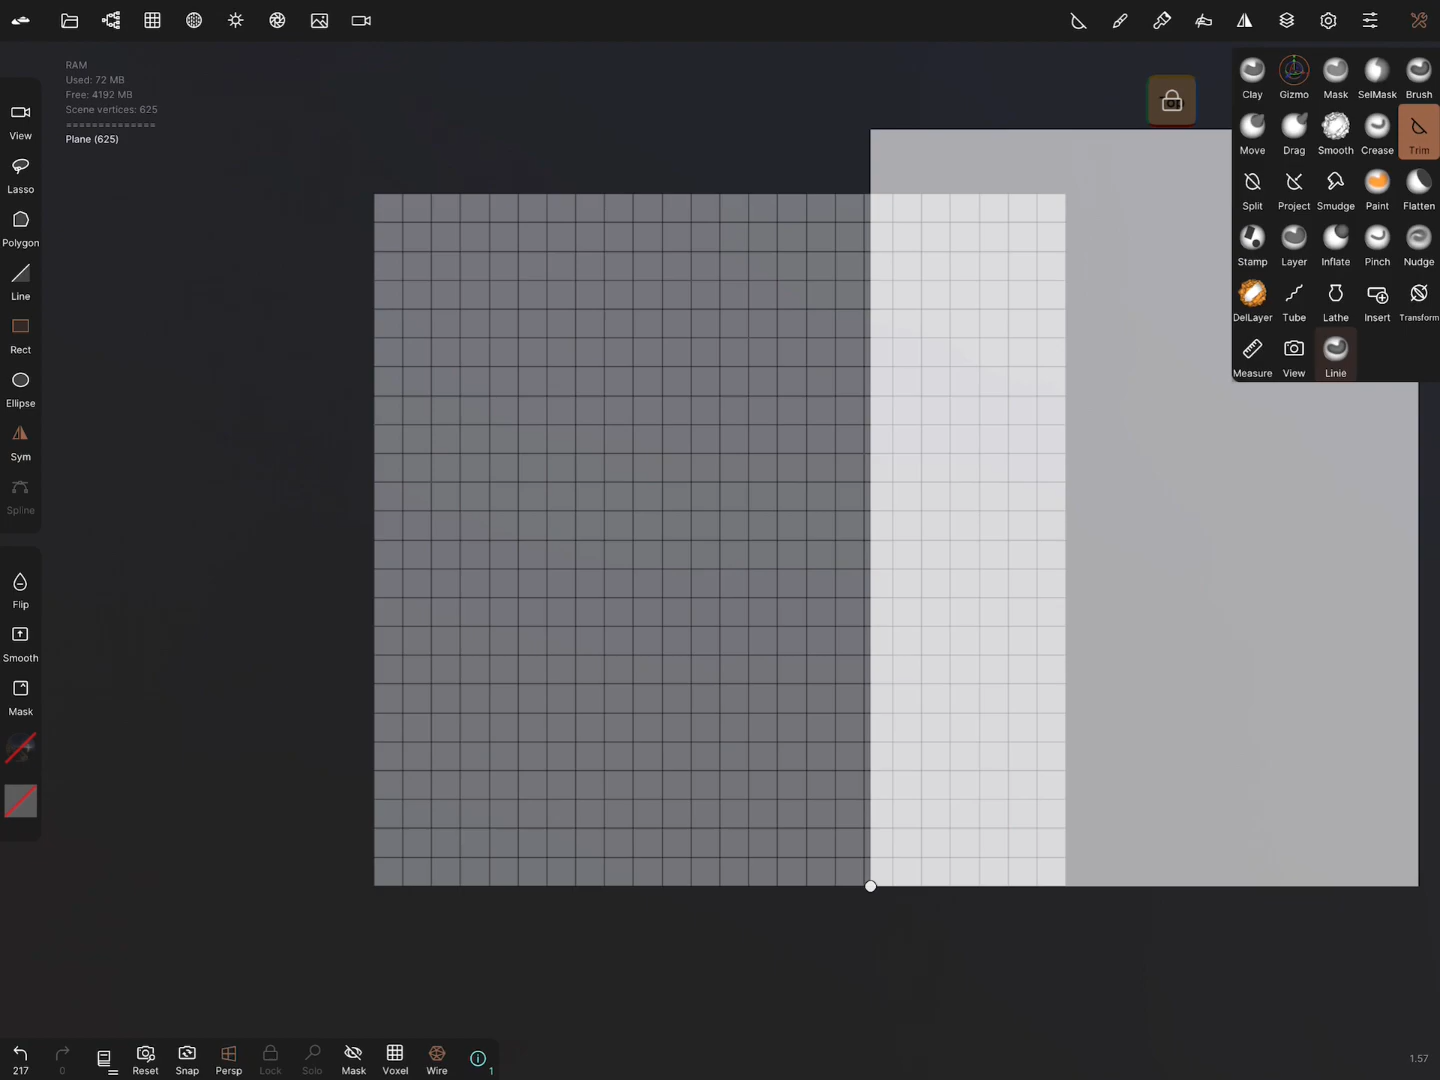 RAM
Used: 72 MB
Free: 4192 MB
Scene vertices: 625
==============
Plane (625)
View
Lasso
Polygon
Line
Rect
Ellipse
Sym
Spline
Flip
Smooth
Mask
Clay Gizmo Mask SelMask Brush
Move Drag Smooth Crease Trim
Split Project Smudge Paint Flatten
Stamp Layer Inflate Pinch Nudge
DelLayer Tube Lathe Insert Transform
Measure View Linie
217 0 Reset Snap Persp Lock Solo Mask Voxel Wire 1
1.57